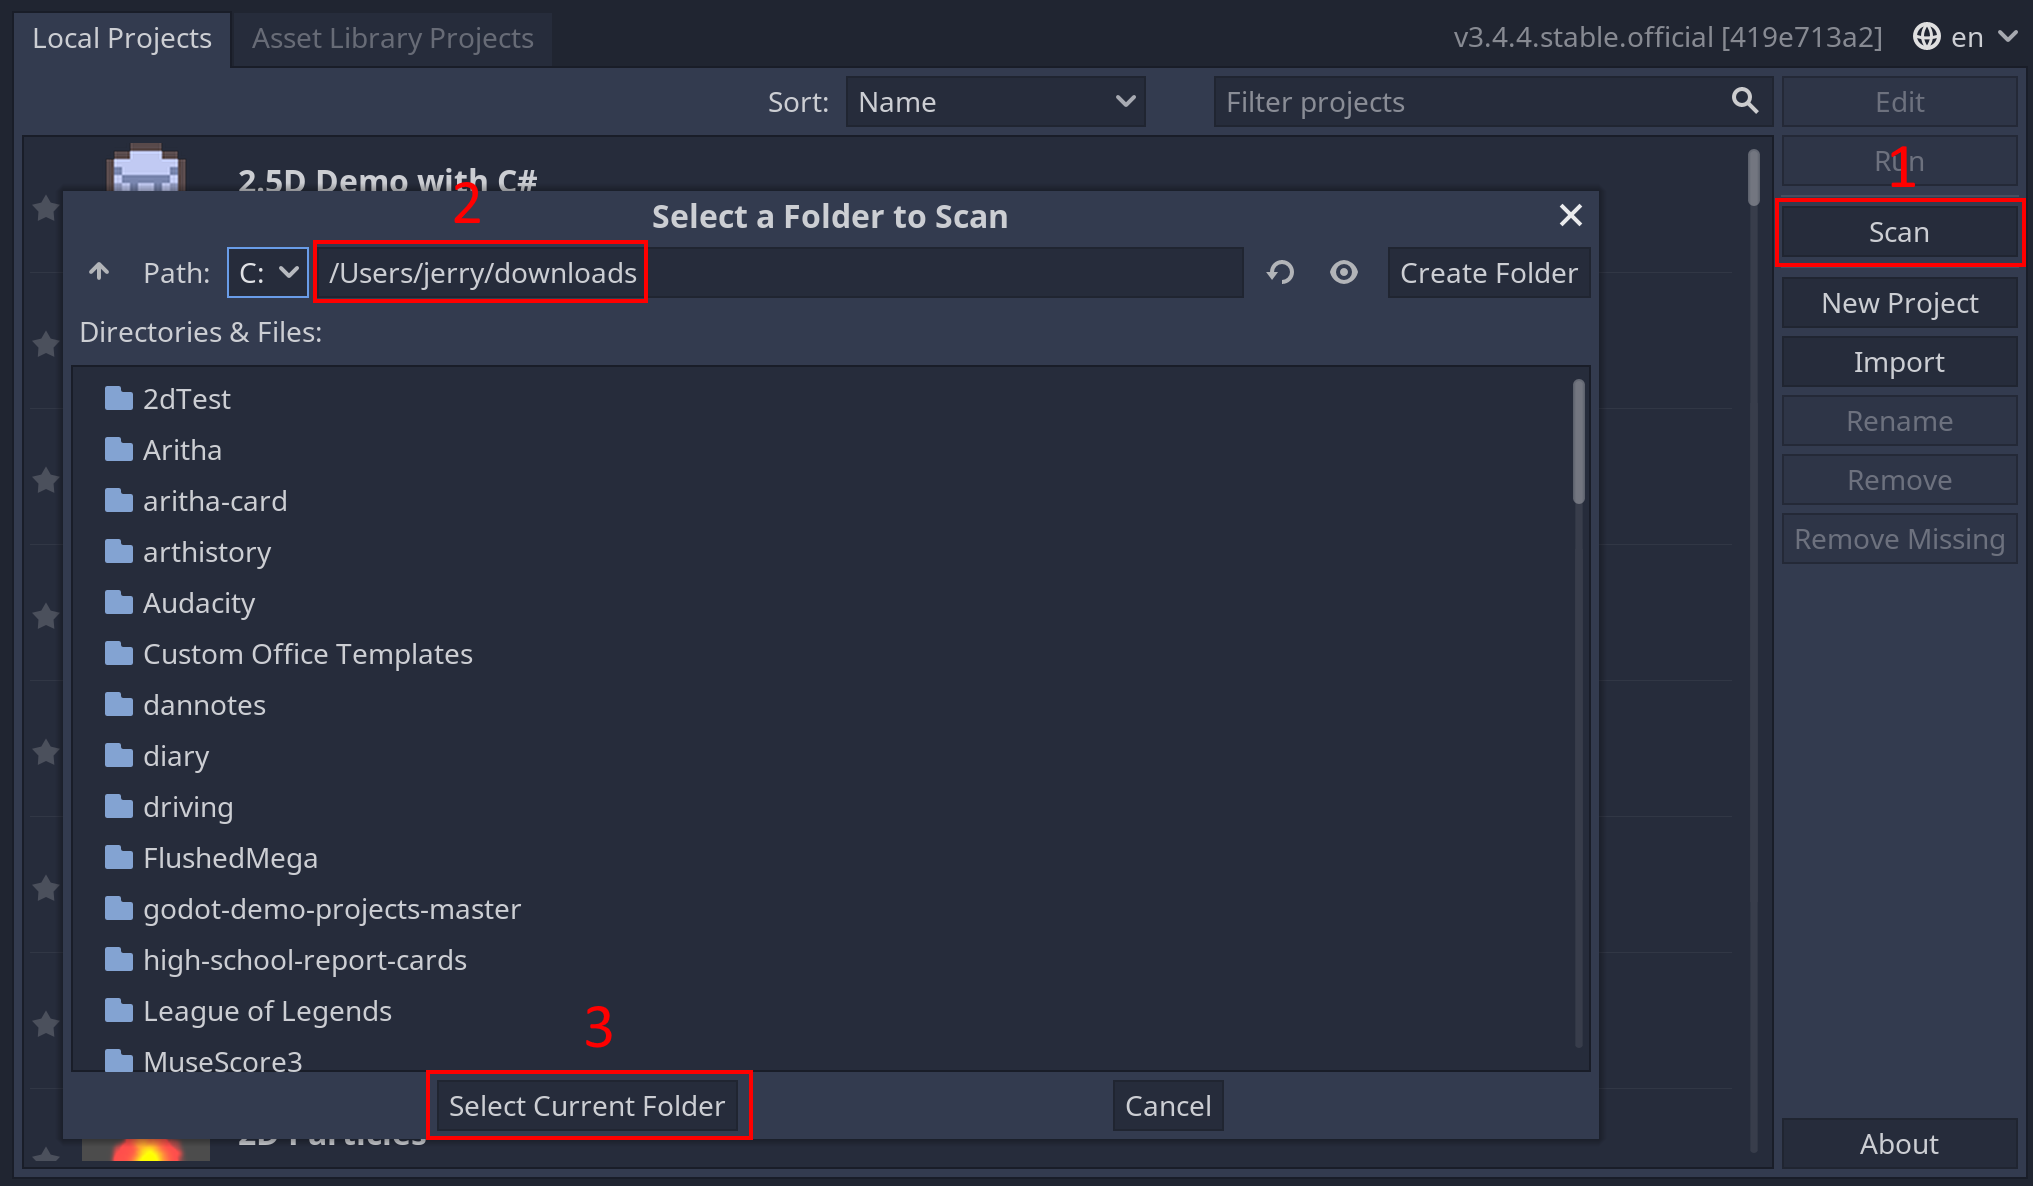 Local Projects Asset Library Projects v3.4.4.stable.official [419e713a2] en
Sort: Name Filter projects Edit
Run
1
2.5D Demo with C#
2
Select a Folder to Scan
Scan
Path: C: /Users/jerry/downloads Create Folder
New Project
Directories & Files:
Import
2dTest
Rename
Aritha
Remove
aritha-card
Remove Missing
arthistory
Audacity
Custom Office Templates
dannotes
diary
driving
FlushedMega
godot-demo-projects-master
high-school-report-cards
League of Legends
3
MuseScore3
Select Current Folder Cancel
2D Particles
About